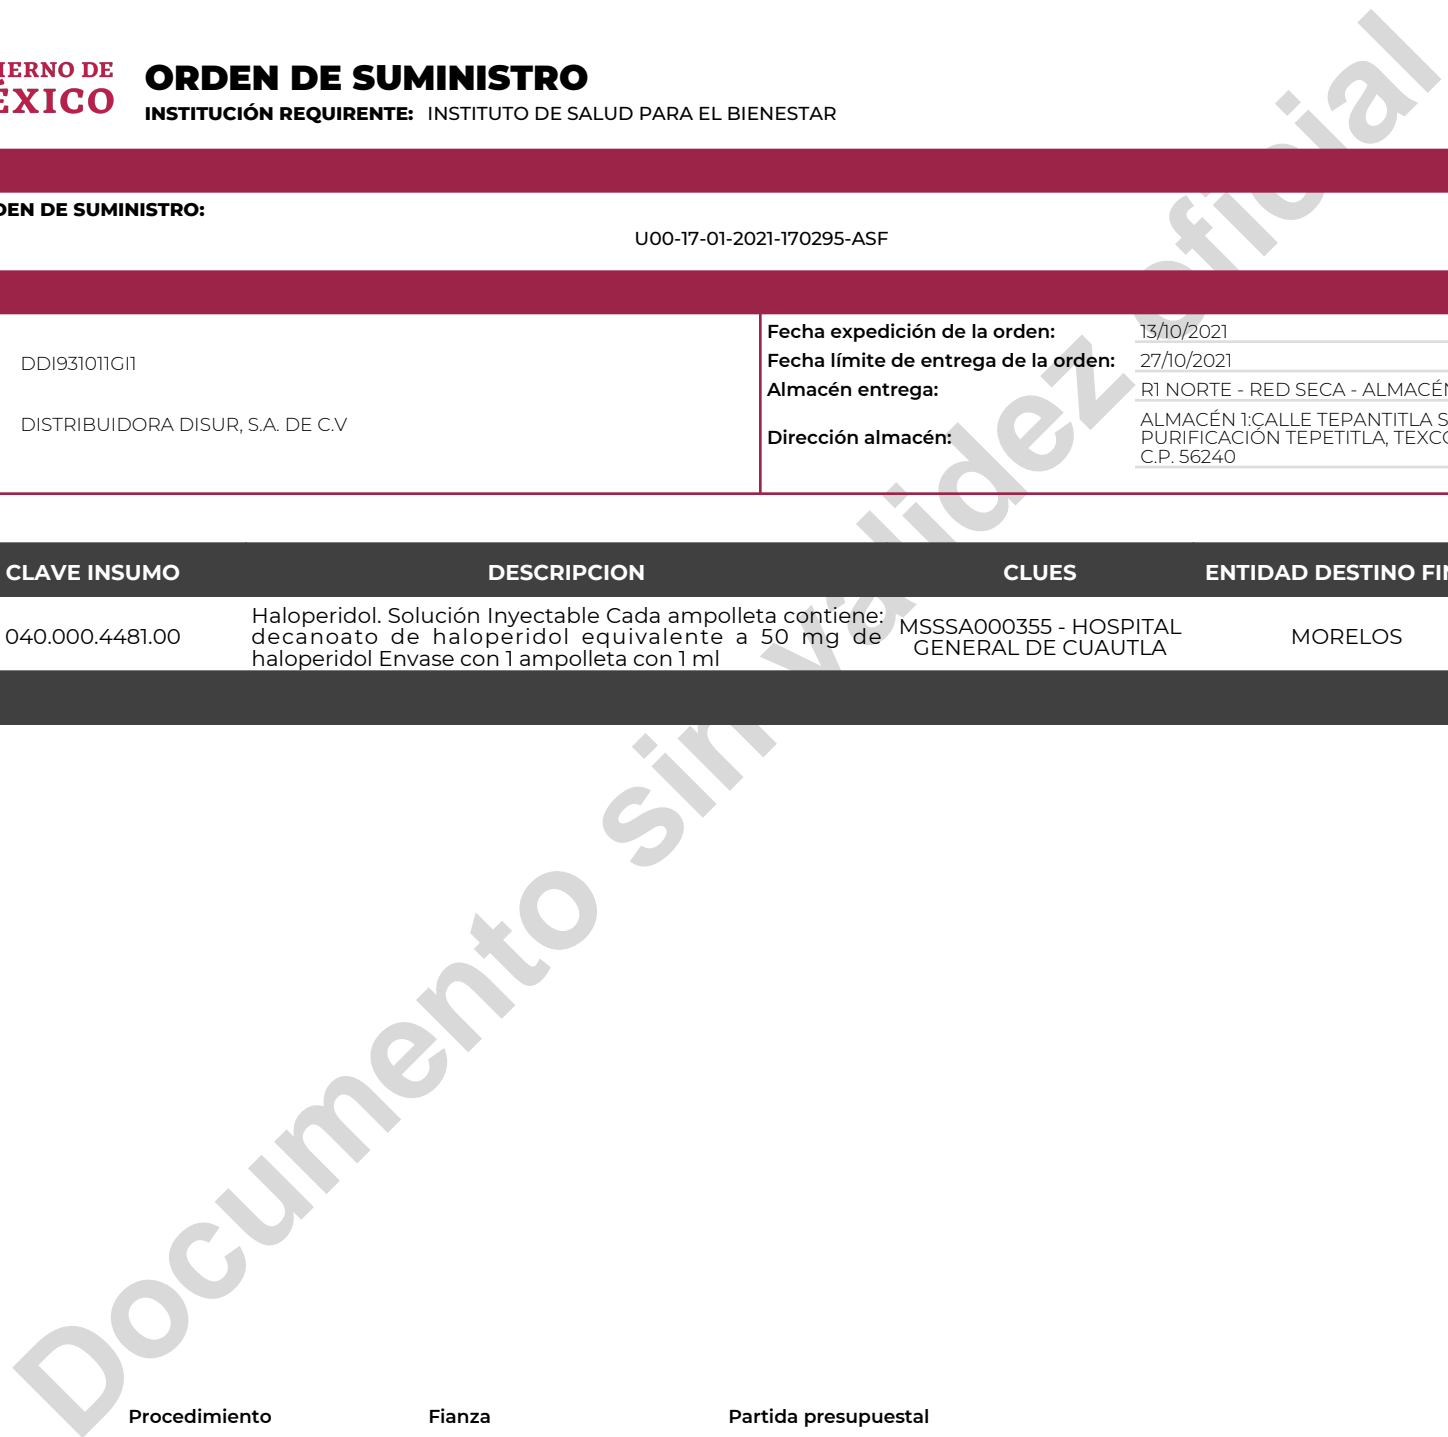 IERNO DE
ÉXICO
ORDEN DE SUMINISTRO
INSTITUCIÓN REQUIRENTE: INSTITUTO DE SALUD PARA EL BIENESTAR
DEN DE SUMINISTRO:
U00-17-01-2021-170295-ASF
DDI931011GI1
DISTRIBUIDORA DISUR, S.A. DE C.V
Fecha expedición de la orden: 13/10/2021
Fecha límite de entrega de la orden: 27/10/2021
Almacén entrega: R1 NORTE - RED SECA - ALMACÉN
Dirección almacén:
ALMACÉN 1:CALLE TEPANTITLA S
PURIFICACIÓN TEPETITLA, TEXCO
C.P. 56240
CLAVE INSUMO DESCRIPCION CLUES ENTIDAD DESTINO FIN
040.000.4481.00
Haloperidol. Solución Inyectable Cada ampolleta contiene:
decanoato de haloperidol equivalente a 50 mg de
haloperidol Envase con 1 ampolleta con 1 ml
MSSSA000355 - HOSPITAL
GENERAL DE CUAUTLA
MORELOS
Documento sin validez oficial
Procedimiento Fianza Partida presupuestal